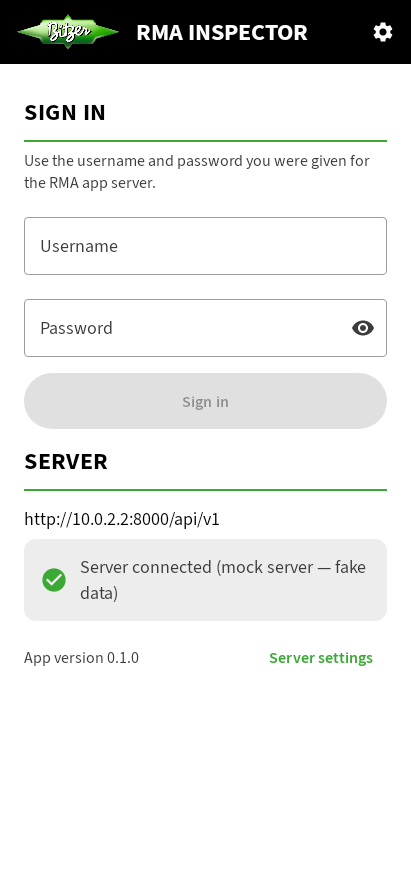 Bitzer
RMA INSPECTOR
SIGN IN
Use the username and password you were given for
the RMA app server.
Username
Password
Sign in
SERVER
http://10.0.2.2:8000/api/v1
Server connected (mock server — fake
data)
App version 0.1.0
Server settings